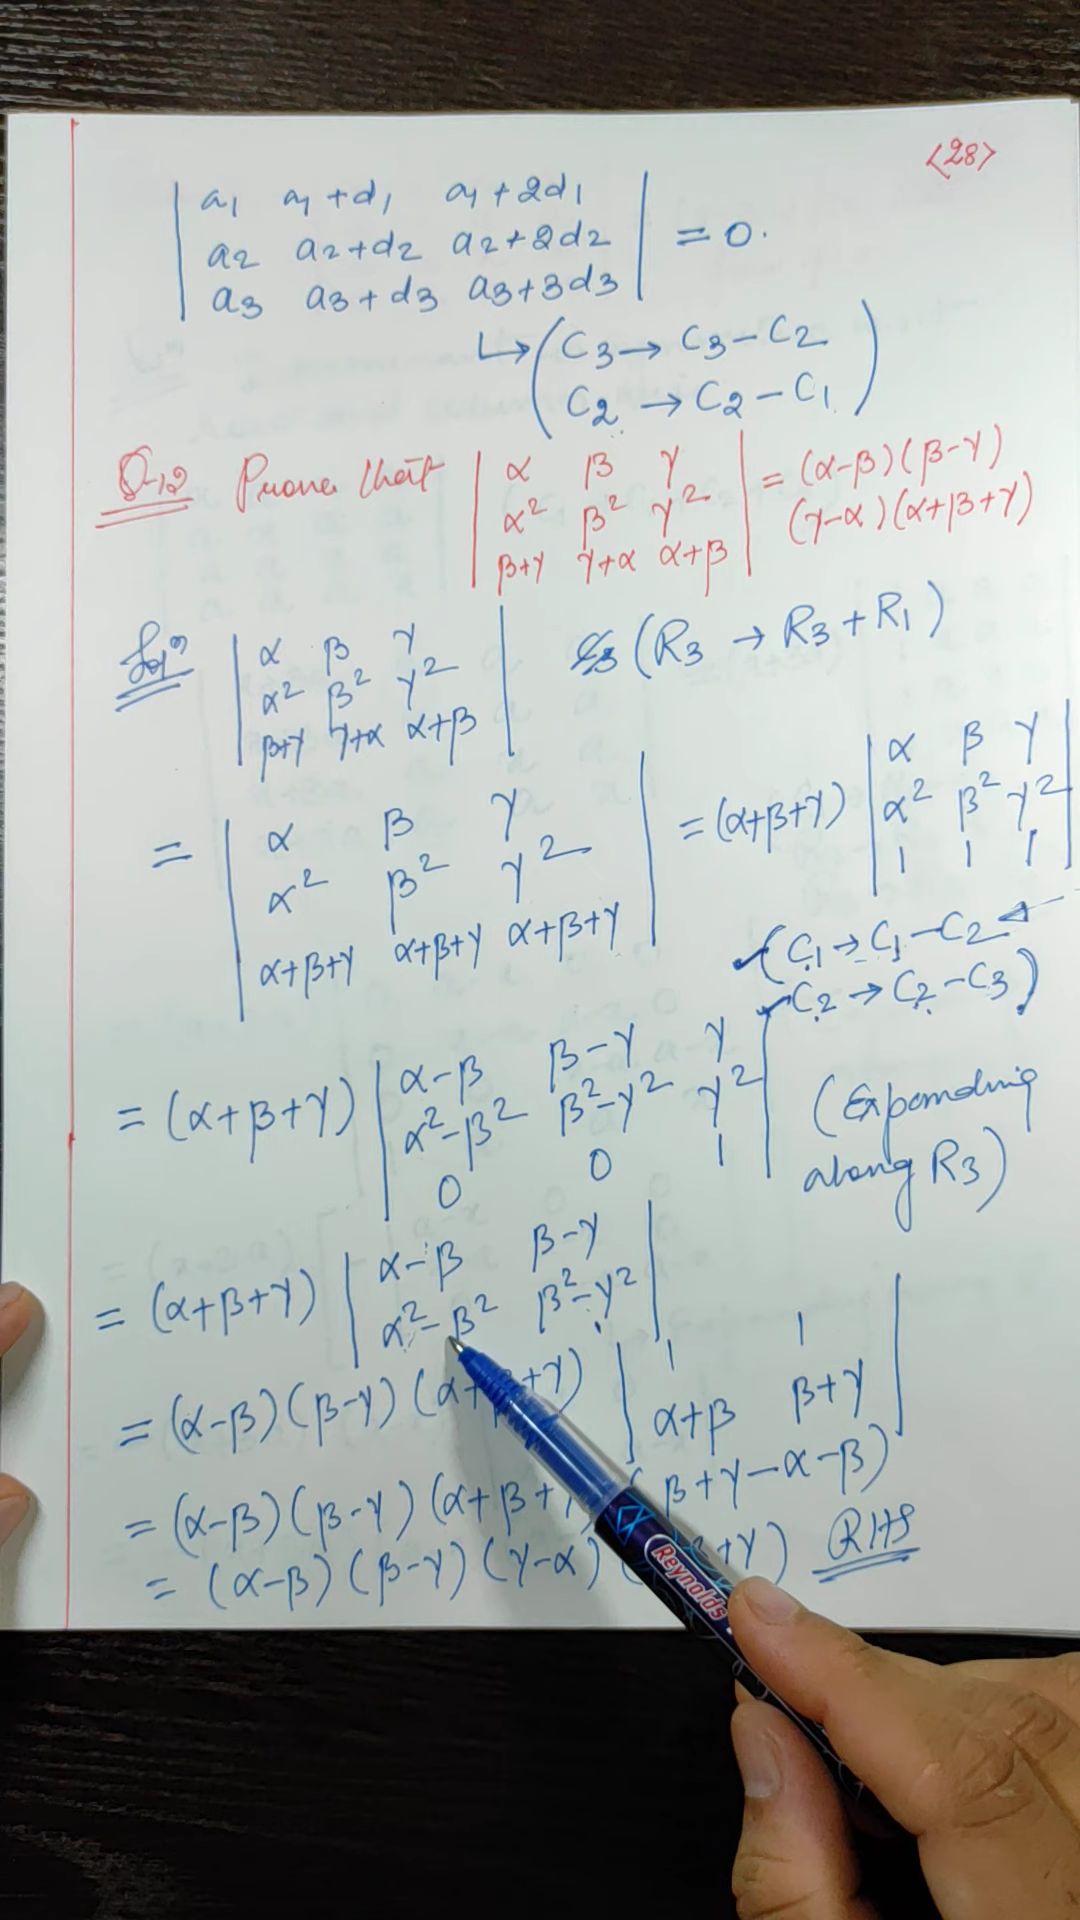 <28>
| a1 a1+d1 a1+2d1 |
| a2 a2+d2 a2+2d2 | = 0.
| a3 a3+d3 a3+3d3 |
↳ ( C3 → C3 - C2
C2 → C2 - C1 )
Q-12 Prove that | α β γ | = (α-β)(β-γ)
| α² β² γ² | (γ-α)(α+β+γ)
| β+γ γ+α α+β |
Solⁿ | α β γ | (R3 → R3 + R1)
| α² β² γ² |
| β+γ γ+α α+β |
= | α β γ | = (α+β+γ) | α β γ |
| α² β² γ² | | α² β² γ² |
| α+β+γ α+β+γ α+β+γ | | 1 1 1 |
(C1 → C1 - C2
C2 → C2 - C3)
= (α+β+γ) | α-β β-γ γ |
| α²-β² β²-γ² γ² | (Expanding
| 0 0 1 | along R3)
= (α+β+γ) | α-β β-γ |
| α²-β² β²-γ² |
= (α-β)(β-γ)(α+β+γ) | 1 1 |
| α+β β+γ |
= (α-β)(β-γ)(α+β+γ)(β+γ-α-β)
= (α-β)(β-γ)(γ-α)( +γ) RHS
Reynolds